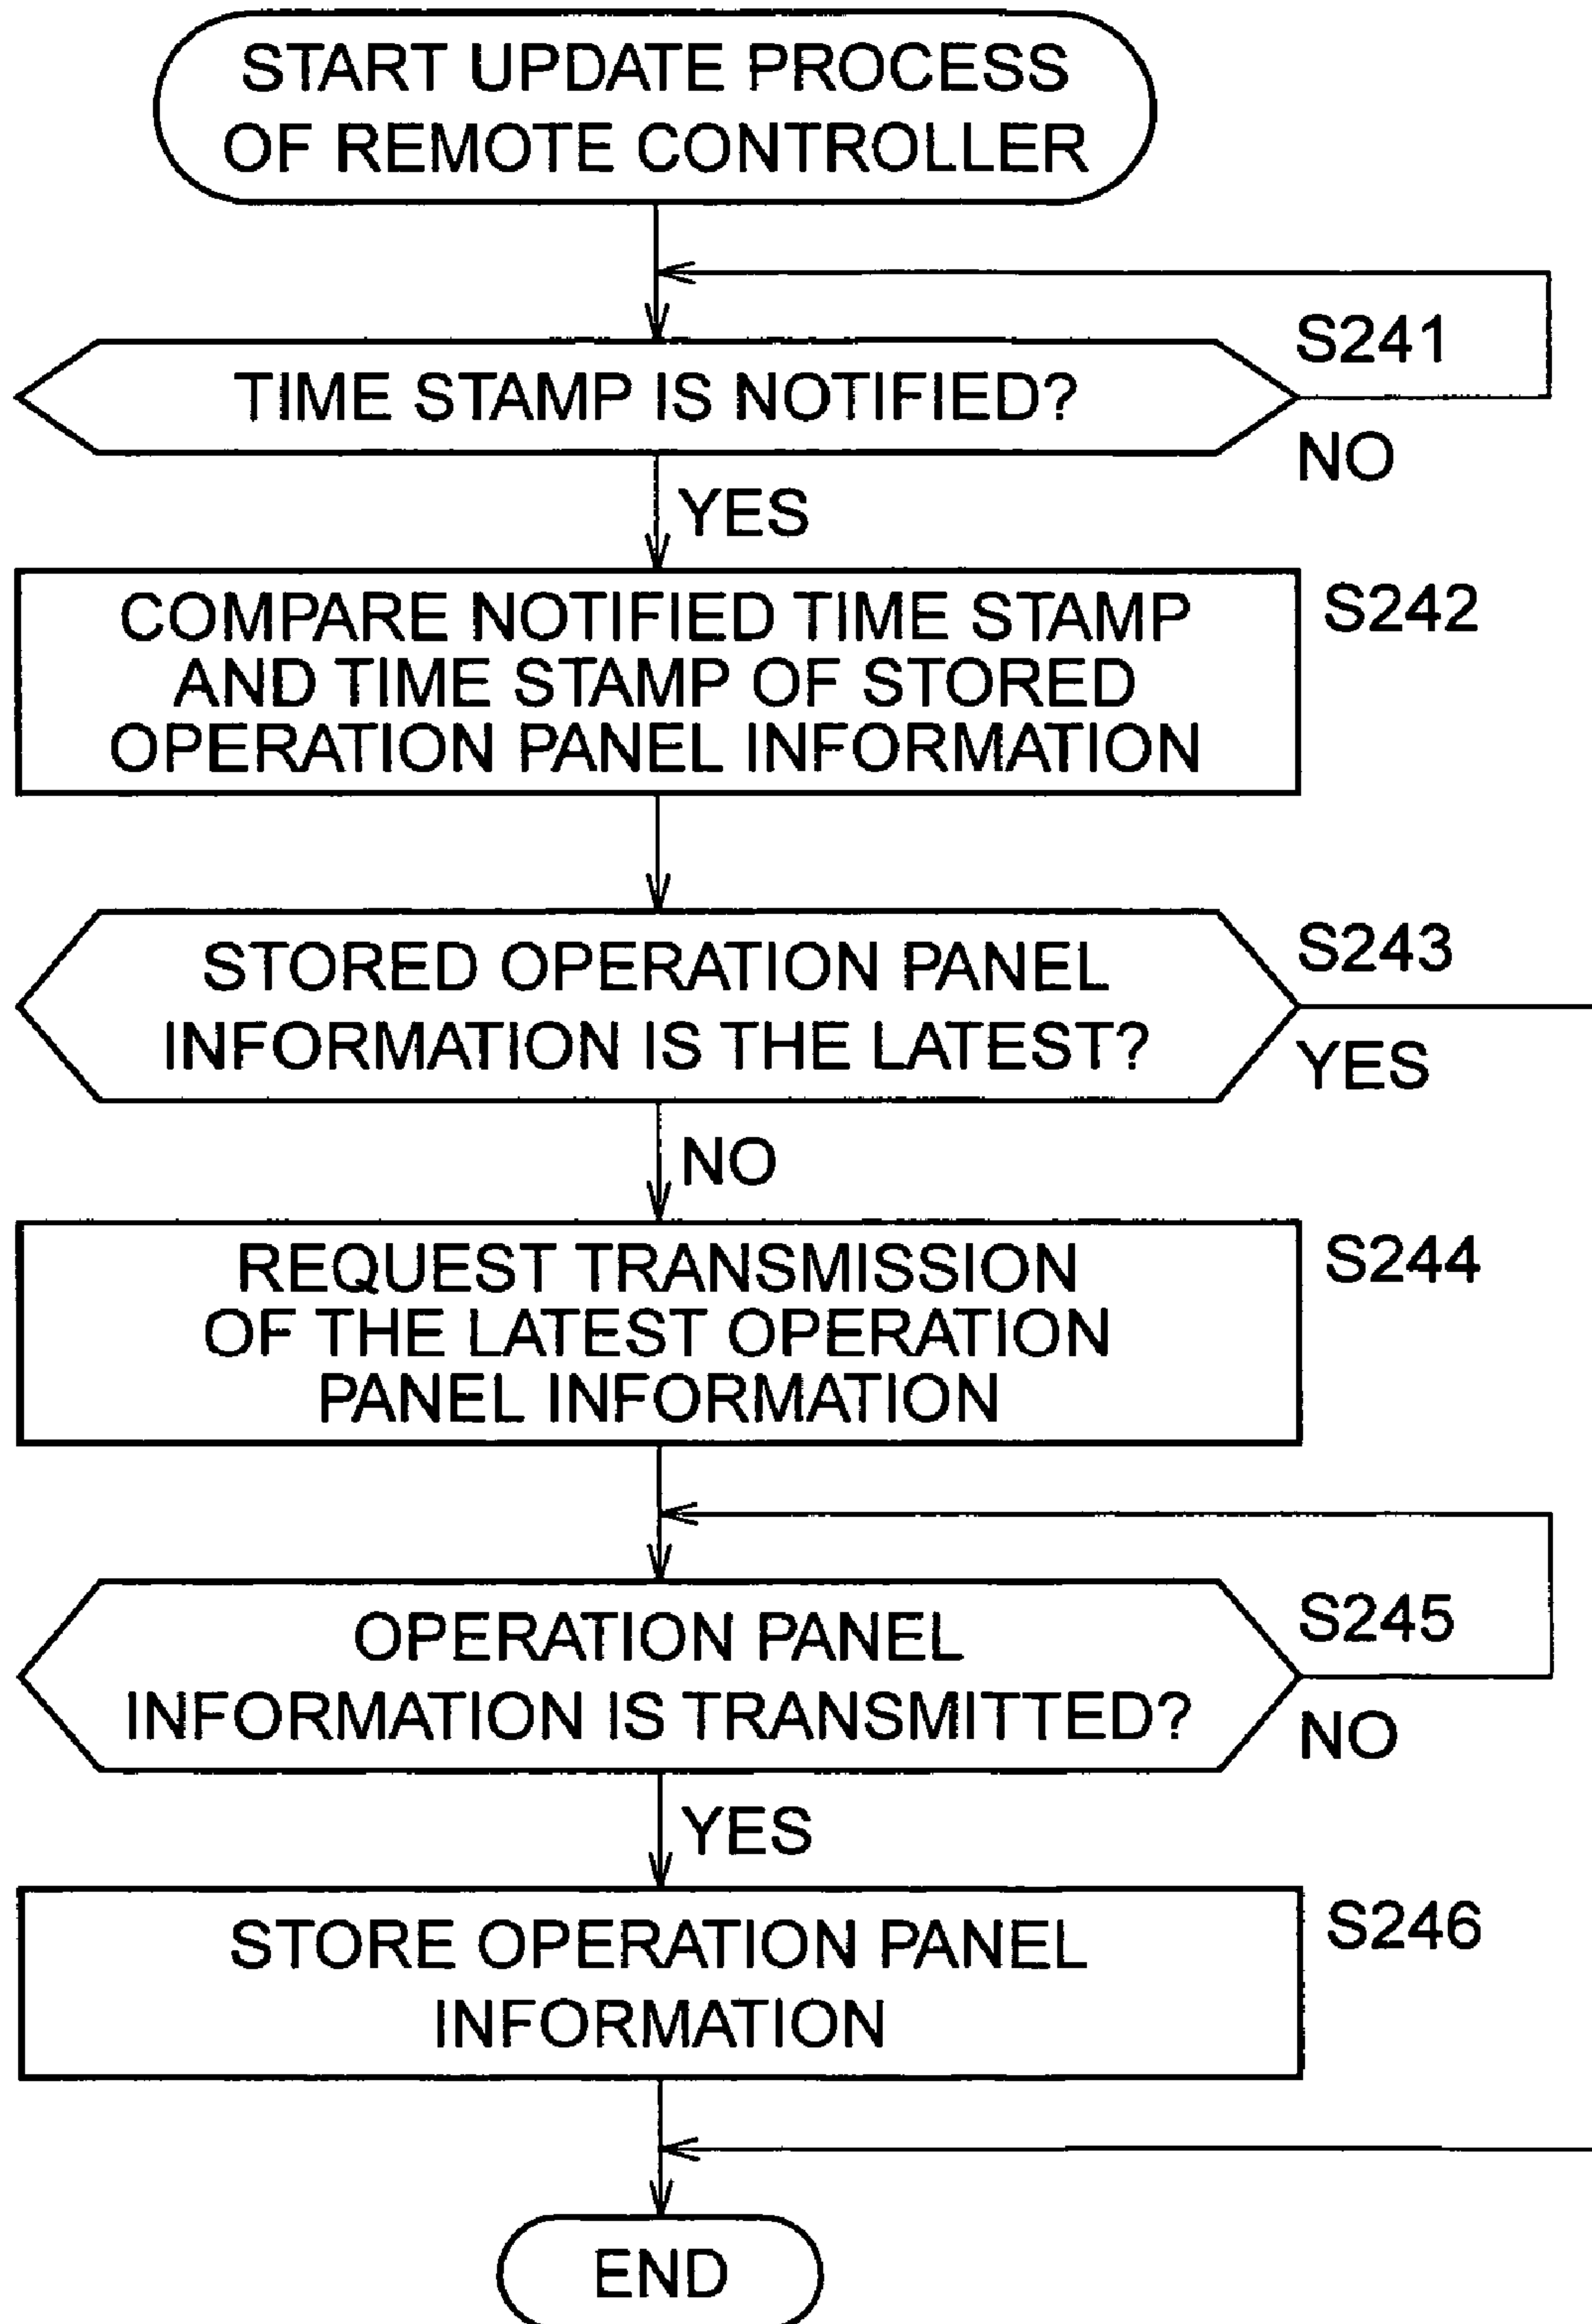 START UPDATE PROCESS
OF REMOTE CONTROLLER
S241
TIME STAMP IS NOTIFIED?
NO
YES
COMPARE NOTIFIED TIME STAMP
AND TIME STAMP OF STORED
OPERATION PANEL INFORMATION
S242
STORED OPERATION PANEL
INFORMATION IS THE LATEST?
S243
YES
NO
REQUEST TRANSMISSION
OF THE LATEST OPERATION
PANEL INFORMATION
S244
OPERATION PANEL
INFORMATION IS TRANSMITTED?
S245
NO
YES
STORE OPERATION PANEL
INFORMATION
S246
END